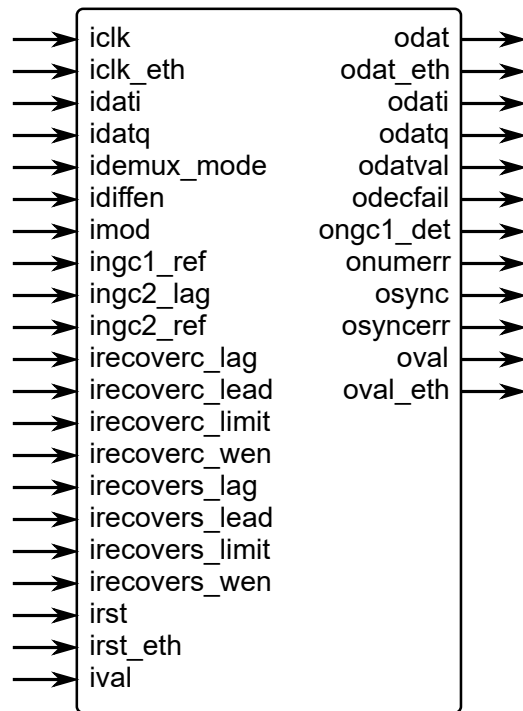 iclk odat
iclk_eth odat_eth
idati odati
idatq odatq
idemux_mode odatval
idiffen odecfail
imod ongc1_det
ingc1_ref onumerr
ingc2_lag osync
ingc2_ref osyncerr
irecoverc_lag oval
irecoverc_lead oval_eth
irecoverc_limit
irecoverc_wen
irecovers_lag
irecovers_lead
irecovers_limit
irecovers_wen
irst
irst_eth
ival